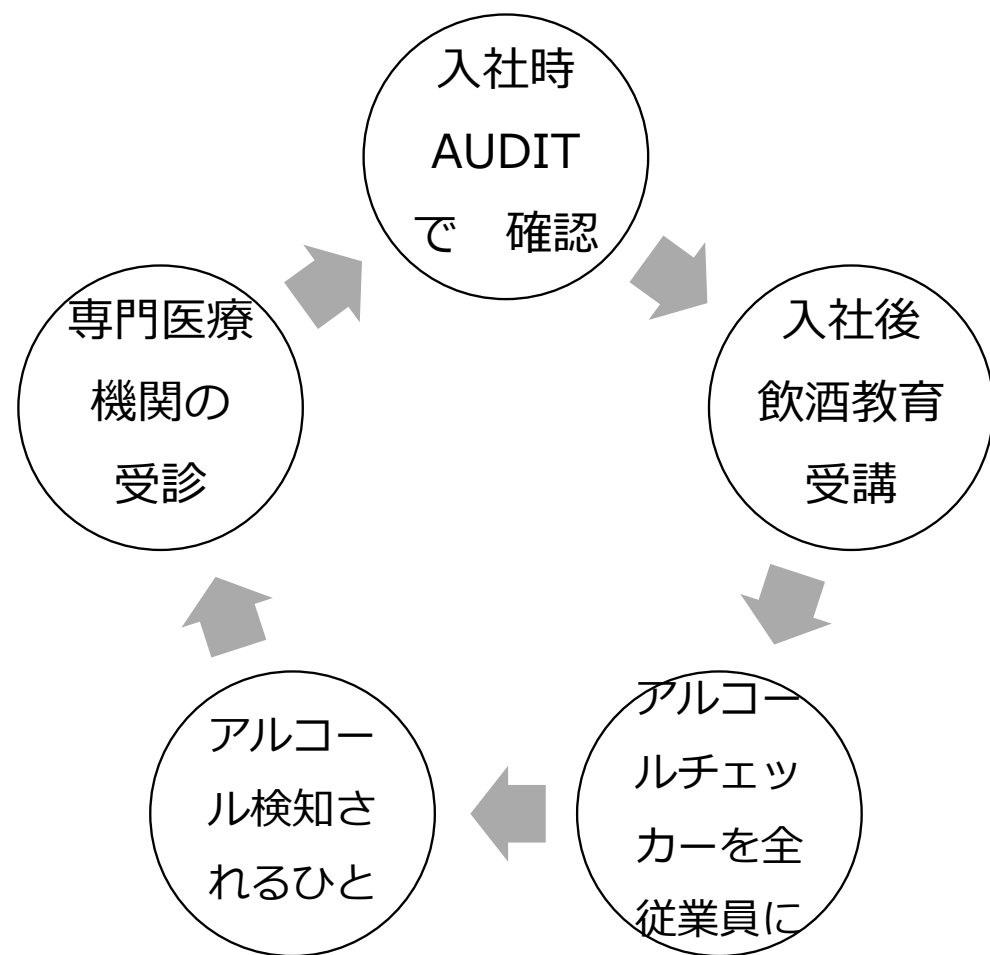 入社時
AUDIT
で　確認
入社後
飲酒教育
受講
アルコー
ルチェッ
カーを全
従業員に
アルコー
ル検知さ
れるひと
専門医療
機関の
受診